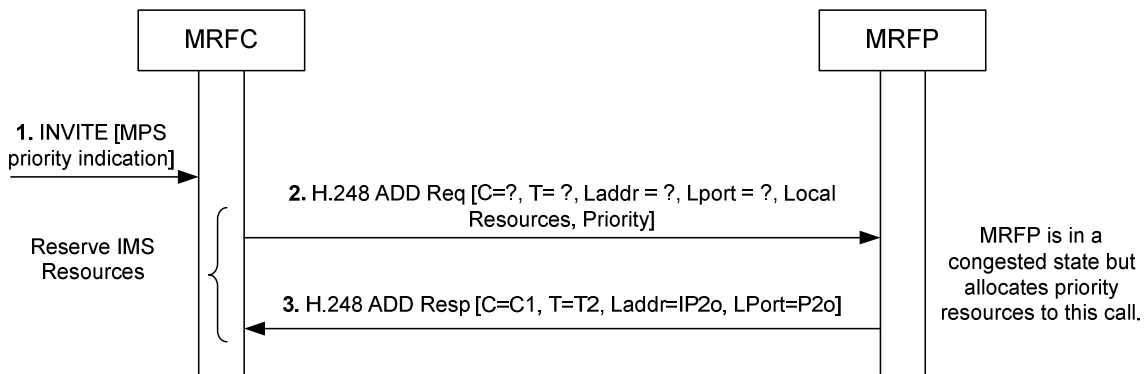 MRFC
MRFP
1. INVITE [MPS
priority indication]
2. H.248 ADD Req [C=?, T= ?, Laddr = ?, Lport = ?, Local
Resources, Priority]
Reserve IMS
Resources
MRFP is in a
congested state but
allocates priority
resources to this call.
3. H.248 ADD Resp [C=C1, T=T2, Laddr=IP2o, LPort=P2o]